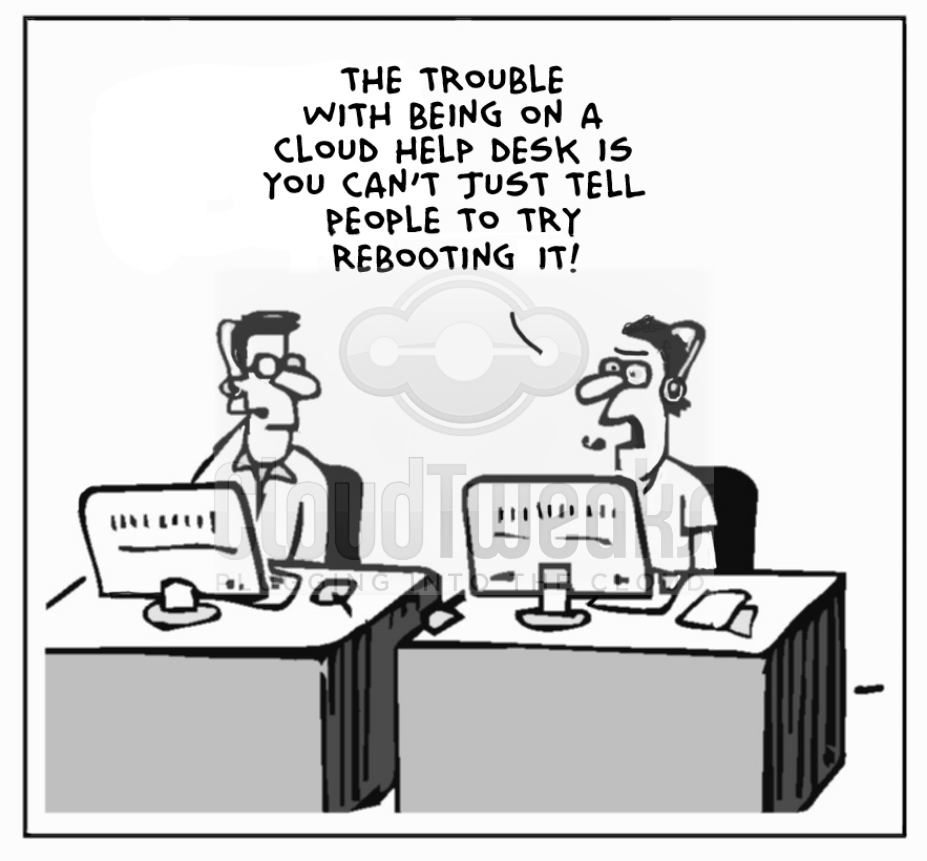 THE TROUBLE
WITH BEING ON A
CLOUD HELP DESK IS
YOU CAN'T JUST TELL
PEOPLE TO TRY
REBOOTING IT!
CloudTweaks
PLUGGING INTO THE CLOUD